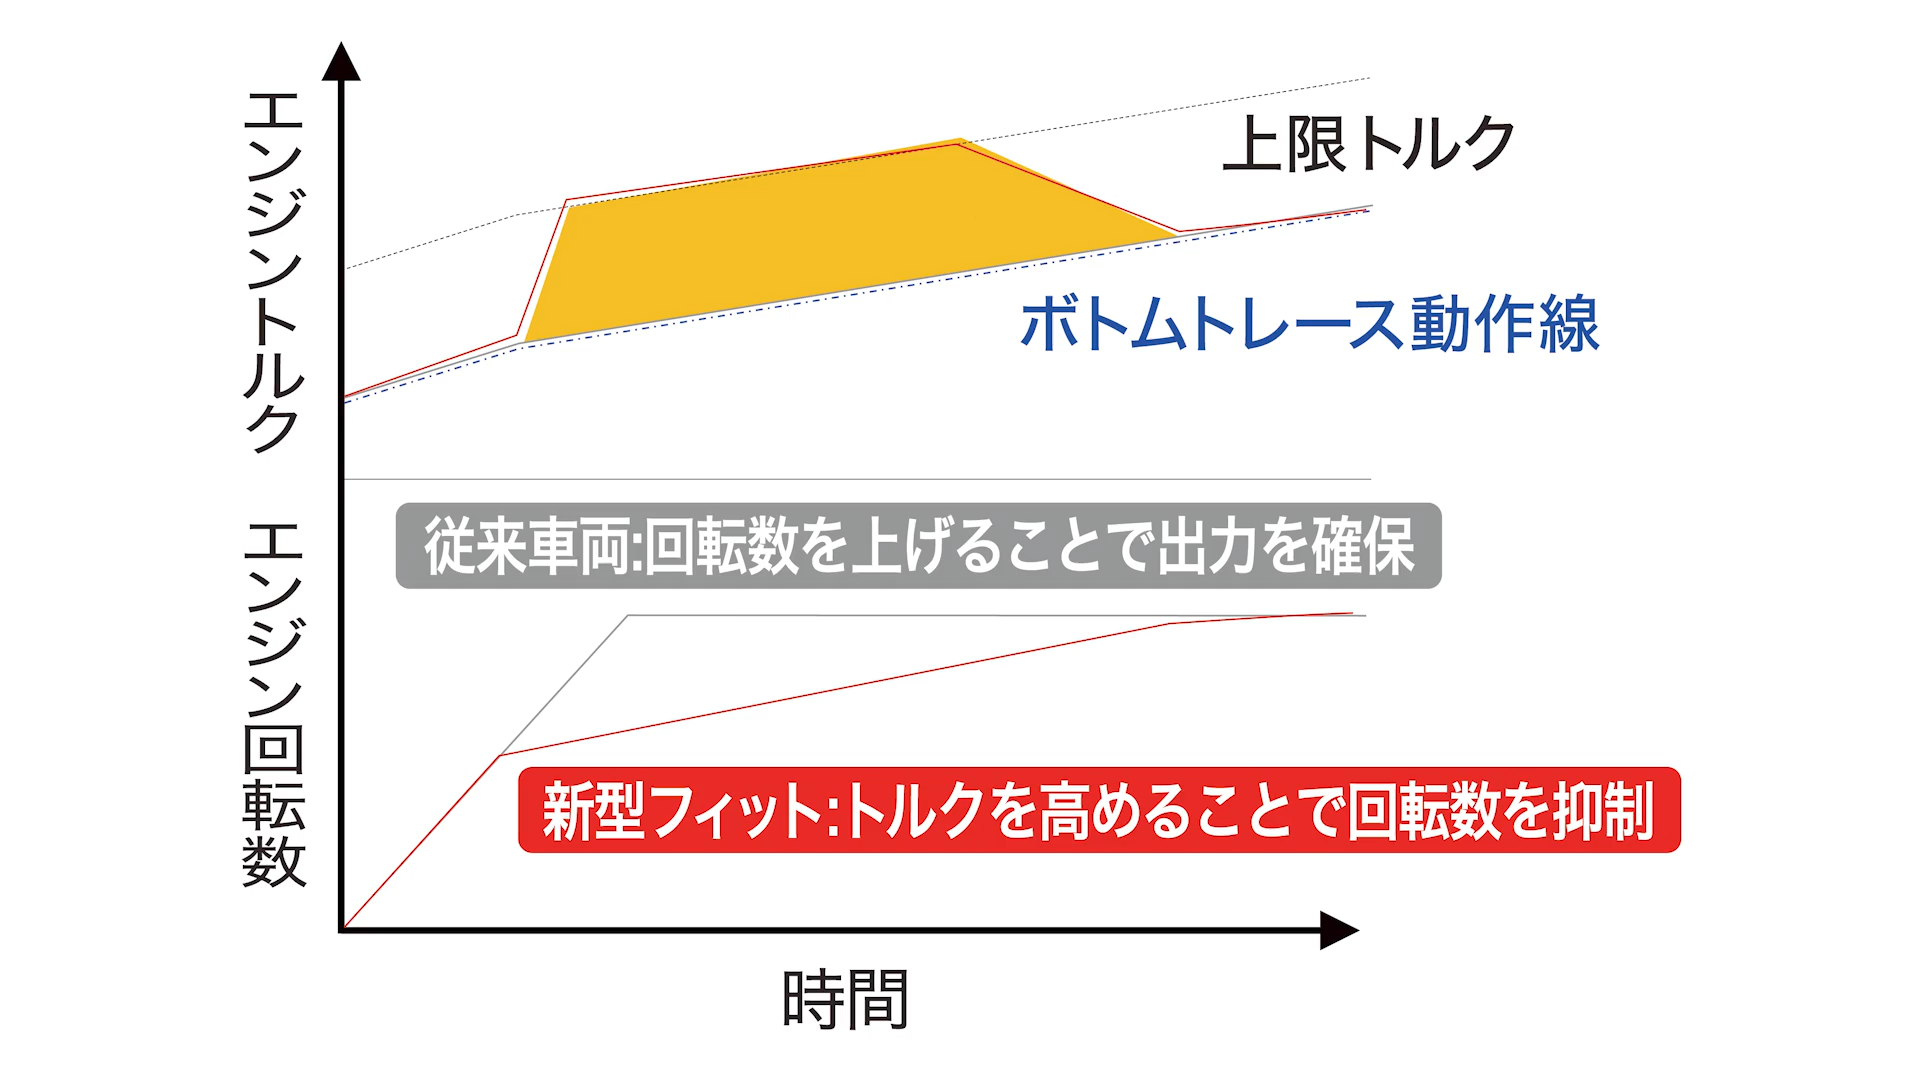 エンジントルク
上限トルク
ボトムトレース動作線
従来車両:回転数を上げることで出力を確保
エンジン回転数
新型フィット:トルクを高めることで回転数を抑制
時間